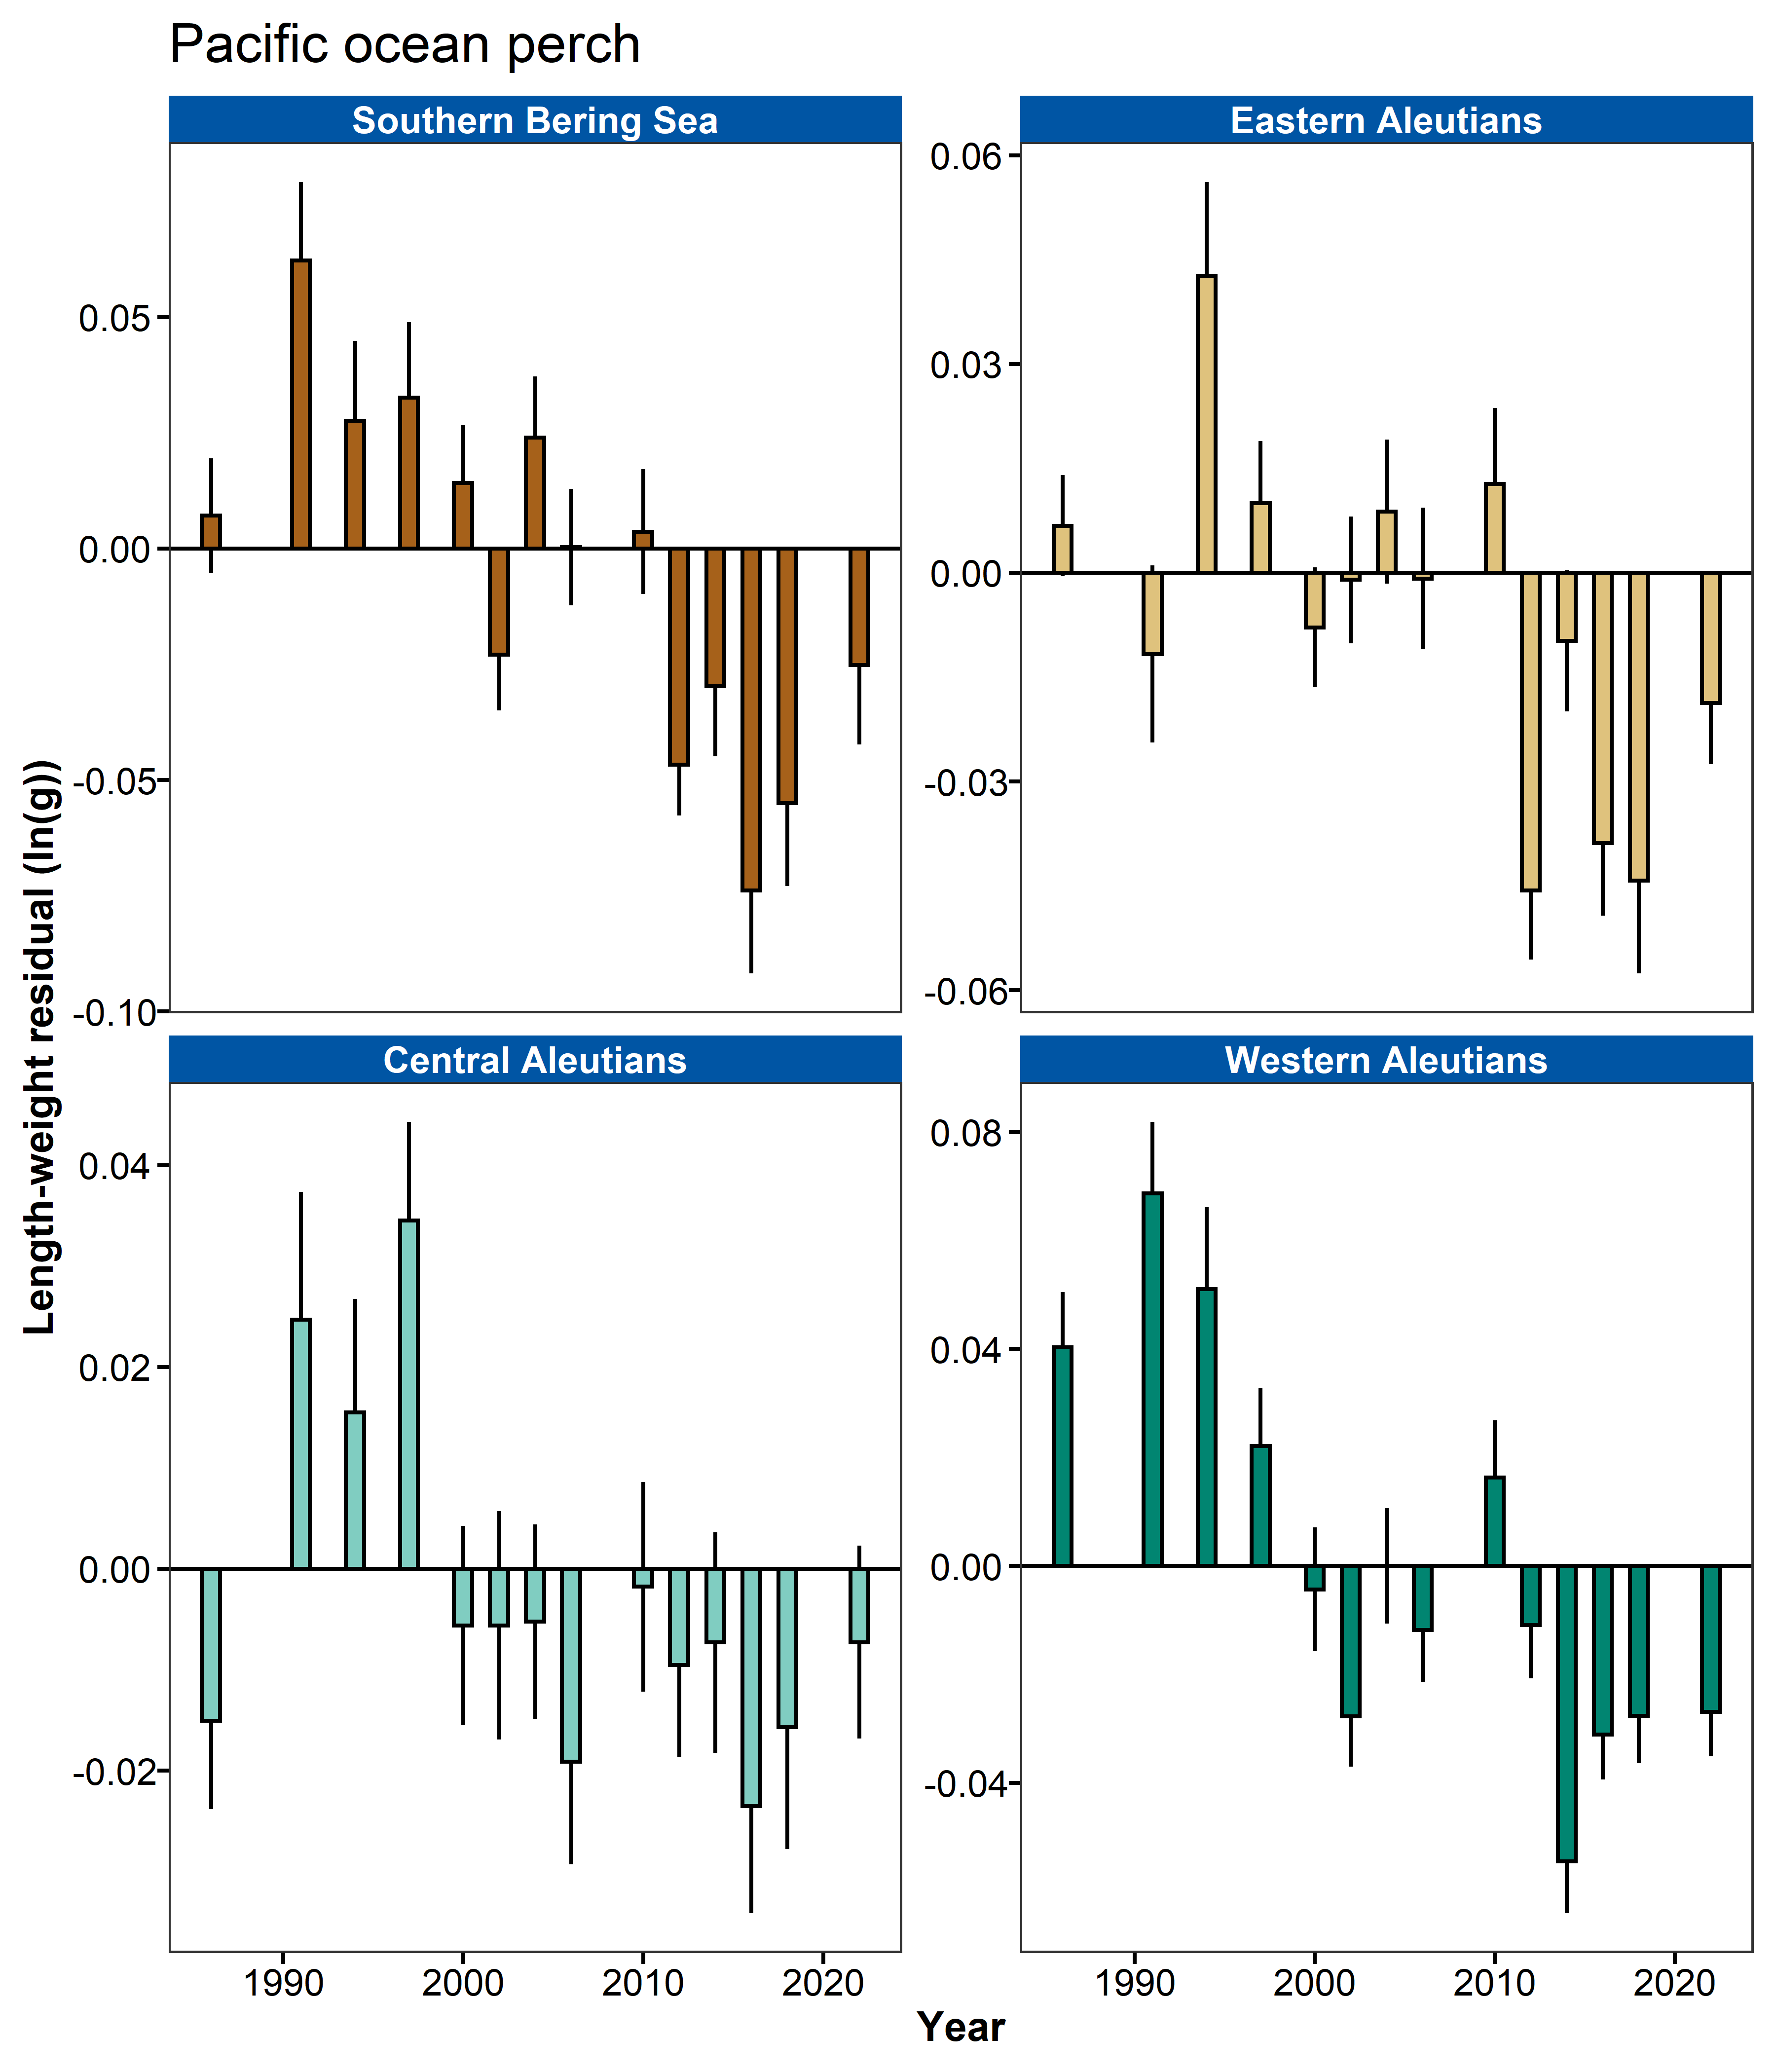 Pacific ocean perch
Southern Bering Sea
0.05
0.00
-0.05
-0.10
Eastern Aleutians
0.06
0.03
0.00
-0.03
-0.06
Length-weight residual (ln(g))
Central Aleutians
0.04
0.02
0.00
-0.02
1990 2000 2010 2020
Western Aleutians
0.08
0.04
0.00
-0.04
1990 2000 2010 2020
Year